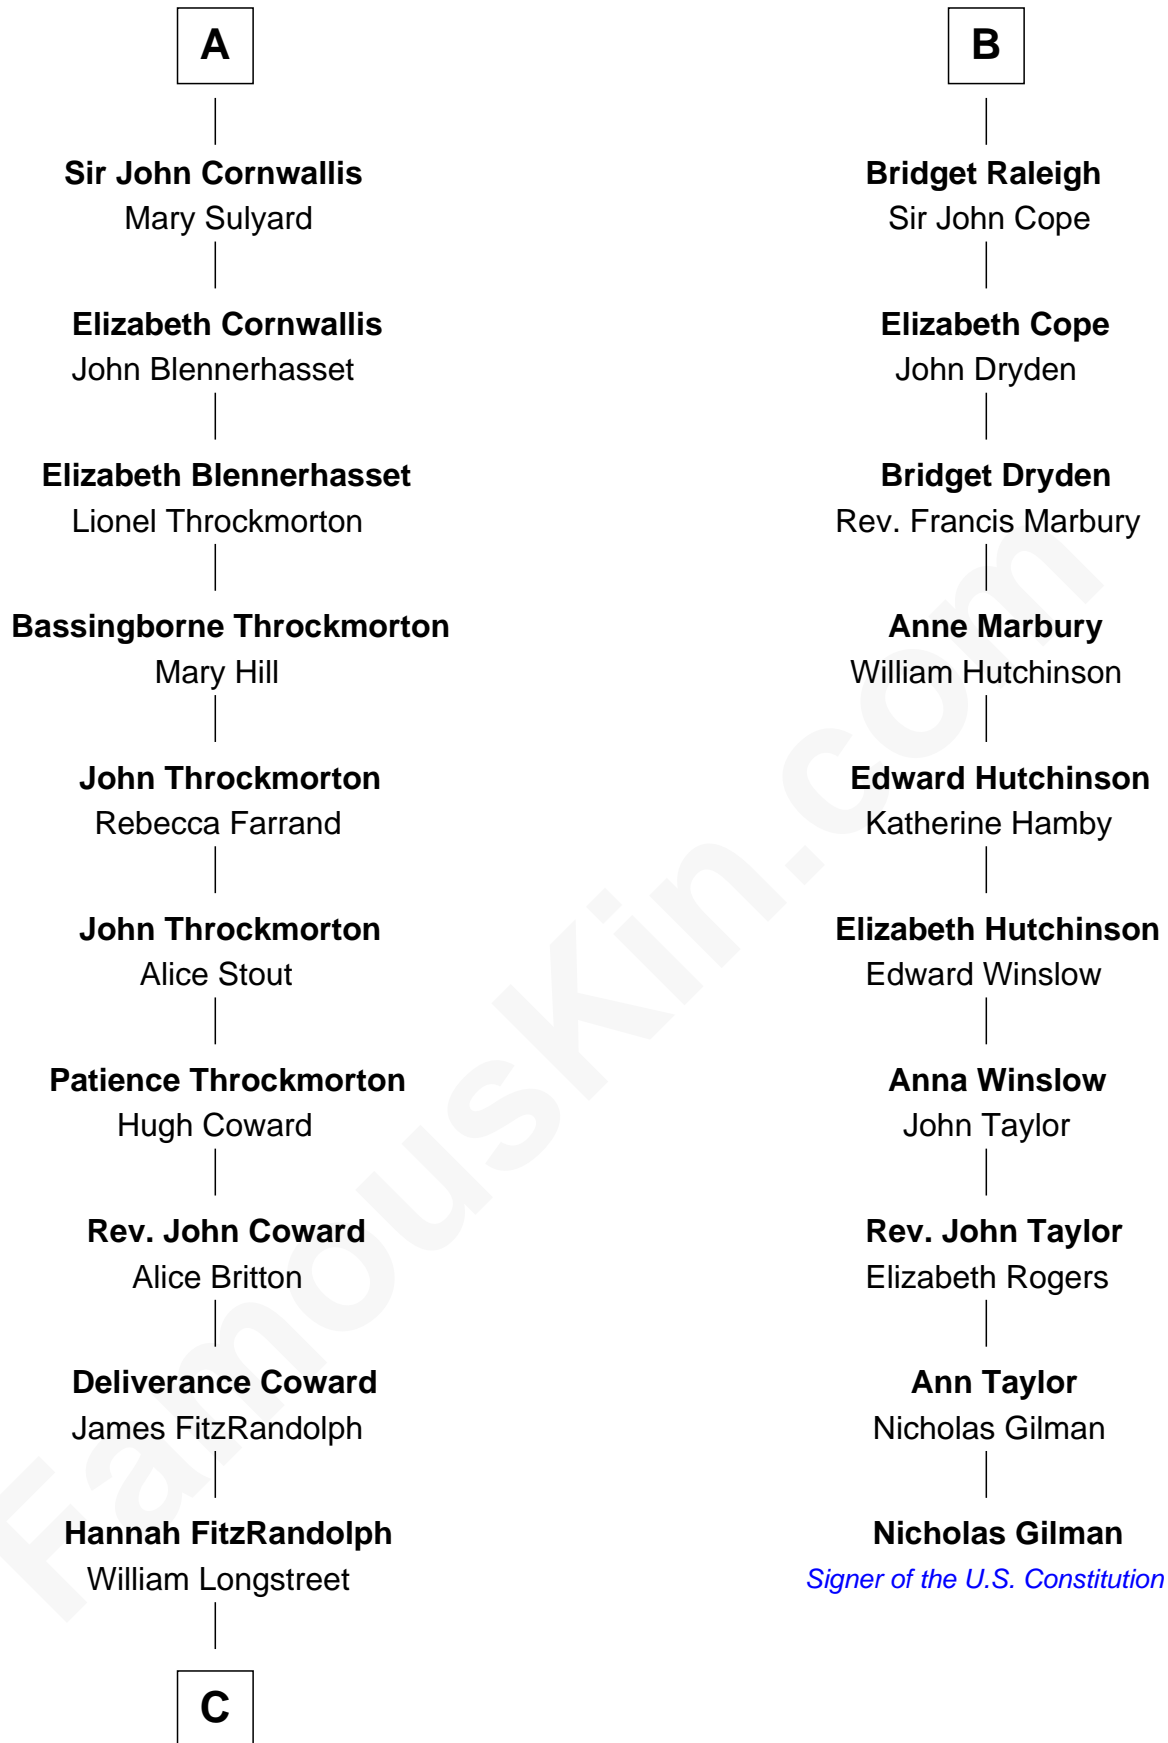 A
Sir John Cornwallis
Mary Sulyard
Elizabeth Cornwallis
John Blennerhasset
Elizabeth Blennerhasset
Lionel Throckmorton
Bassingborne Throckmorton
Mary Hill
John Throckmorton
Rebecca Farrand
John Throckmorton
Alice Stout
Patience Throckmorton
Hugh Coward
Rev. John Coward
Alice Britton
Deliverance Coward
James FitzRandolph
Hannah FitzRandolph
William Longstreet
C
B
Bridget Raleigh
Sir John Cope
Elizabeth Cope
John Dryden
Bridget Dryden
Rev. Francis Marbury
Anne Marbury
William Hutchinson
Edward Hutchinson
Katherine Hamby
Elizabeth Hutchinson
Edward Winslow
Anna Winslow
John Taylor
Rev. John Taylor
Elizabeth Rogers
Ann Taylor
Nicholas Gilman
Nicholas Gilman
Signer of the U.S. Constitution
FamousKin.com